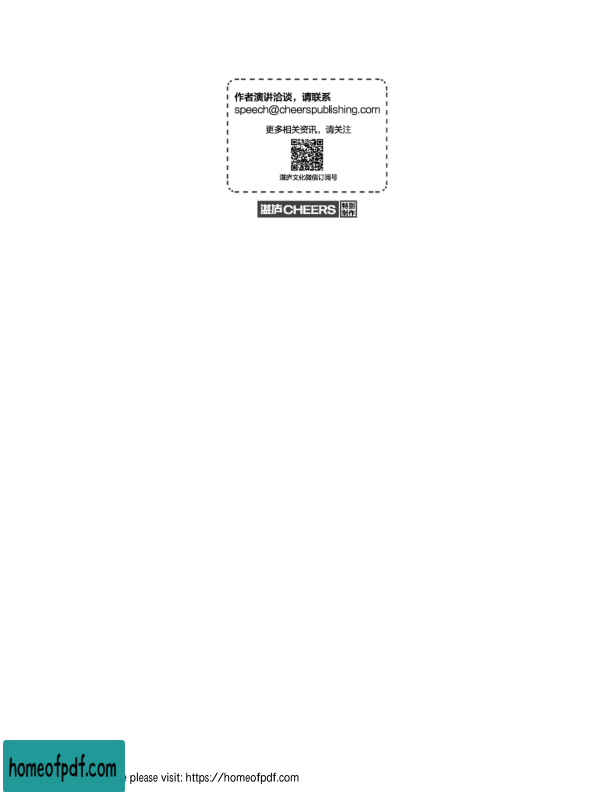 作者演讲洽谈，请联系
speech@cheerspublishing.com
更多相关资讯，请关注
湛庐文化微信订阅号
湛庐CHEERS 特别制作
homeofpdf.com
please visit: https://homeofpdf.com